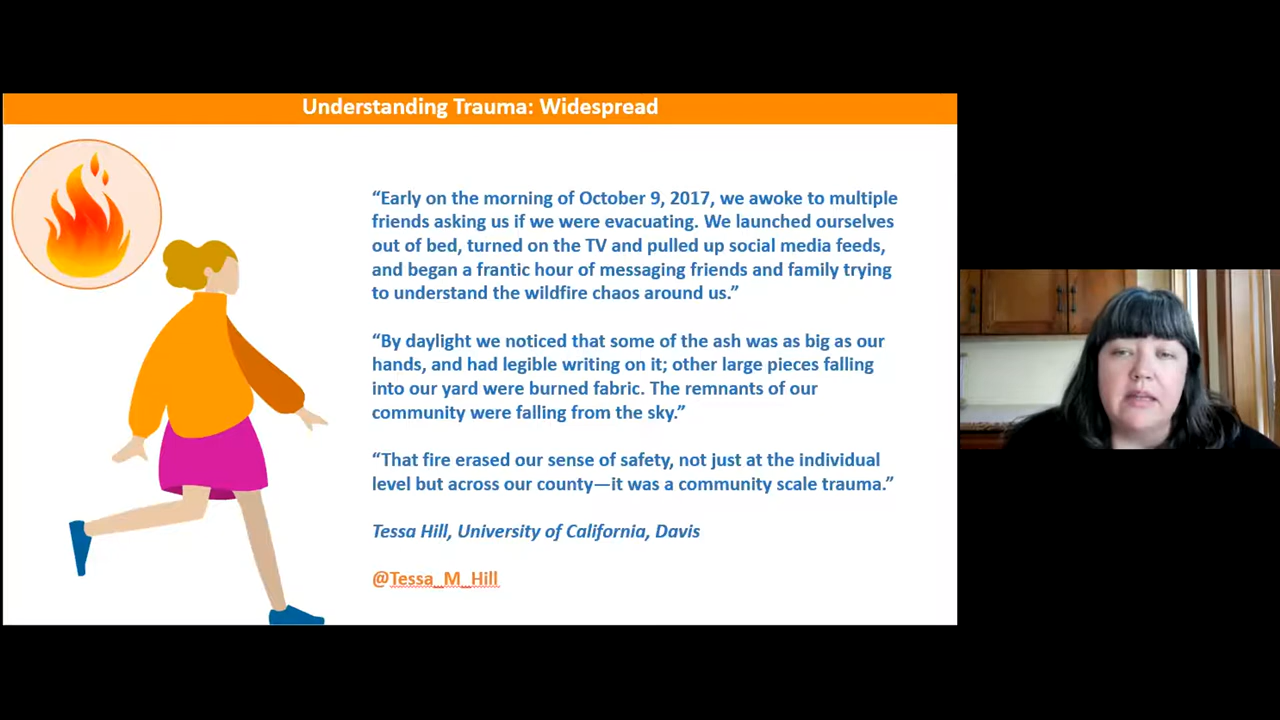 Understanding Trauma: Widespread
“Early on the morning of October 9, 2017, we awoke to multiple
friends asking us if we were evacuating. We launched ourselves
out of bed, turned on the TV and pulled up social media feeds,
and began a frantic hour of messaging friends and family trying
to understand the wildfire chaos around us.”
“By daylight we noticed that some of the ash was as big as our
hands, and had legible writing on it; other large pieces falling
into our yard were burned fabric. The remnants of our
community were falling from the sky.”
“That fire erased our sense of safety, not just at the individual
level but across our county—it was a community scale trauma.”
Tessa Hill, University of California, Davis
@Tessa_M_Hill